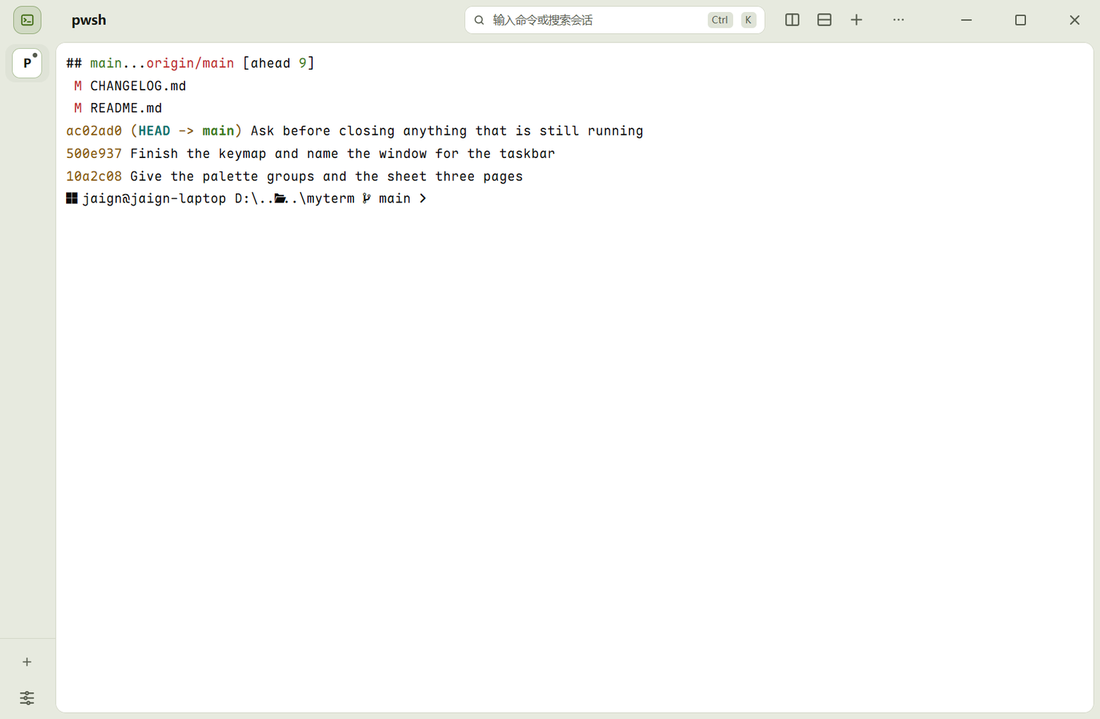 pwsh
输入命令或搜索会话 Ctrl K
P
## main...origin/main [ahead 9]
 M CHANGELOG.md
 M README.md
ac02ad0 (HEAD -> main) Ask before closing anything that is still running
500e937 Finish the keymap and name the window for the taskbar
10a2c08 Give the palette groups and the sheet three pages
jaign@jaign-laptop D:\....\myterm main >